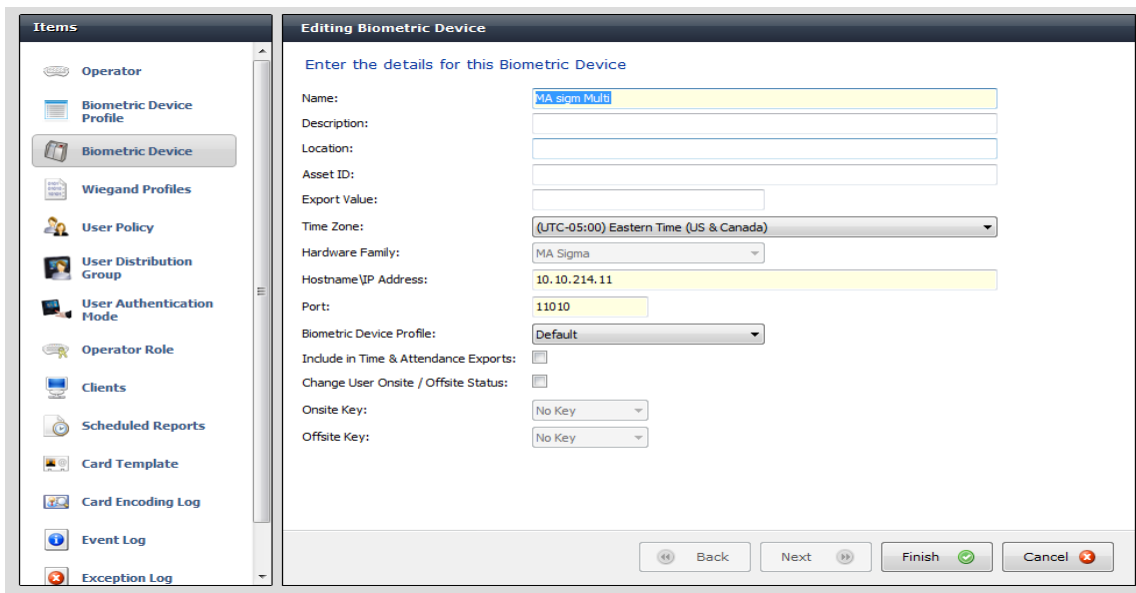 Items
Operator
Biometric Device
Profile
Biometric Device
Wiegand Profiles
User Policy
User Distribution
Group
User Authentication
Mode
Operator Role
Clients
Scheduled Reports
Card Template
Card Encoding Log
Event Log
Exception Log
Editing Biometric Device
Enter the details for this Biometric Device
Name: MA sigm Multi
Description:
Location:
Asset ID:
Export Value:
Time Zone: (UTC-05:00) Eastern Time (US & Canada)
Hardware Family: MA Sigma
Hostname\IP Address: 10.10.214.11
Port: 11010
Biometric Device Profile: Default
Include in Time & Attendance Exports:
Change User Onsite / Offsite Status:
Onsite Key: No Key
Offsite Key: No Key
Back Next Finish Cancel